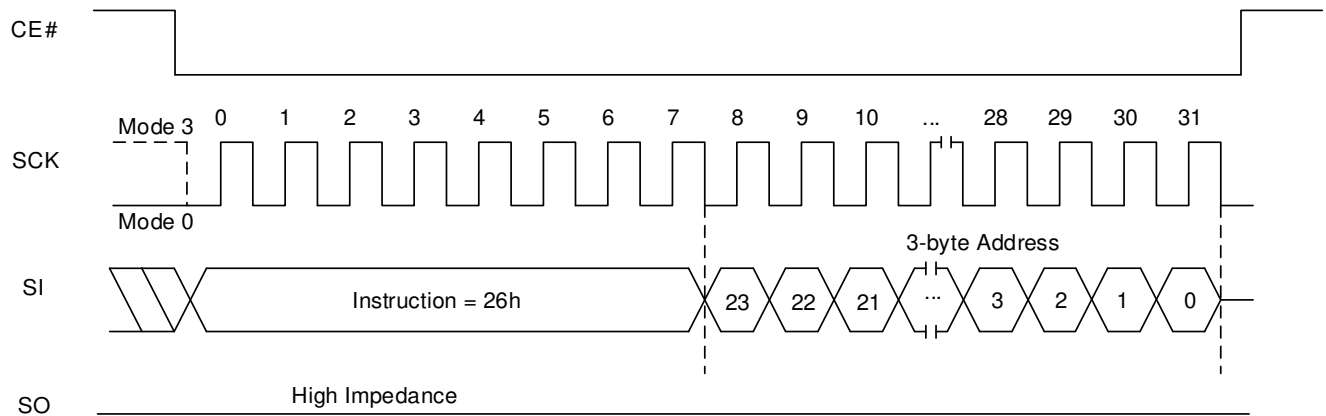 CE#
0 1 2 3 4 5 6 7 8 9 10 ... 28 29 30 31
Mode 3
SCK
Mode 0
3-byte Address
SI
Instruction = 26h 23 22 21 ... 3 2 1 0
High Impedance
SO